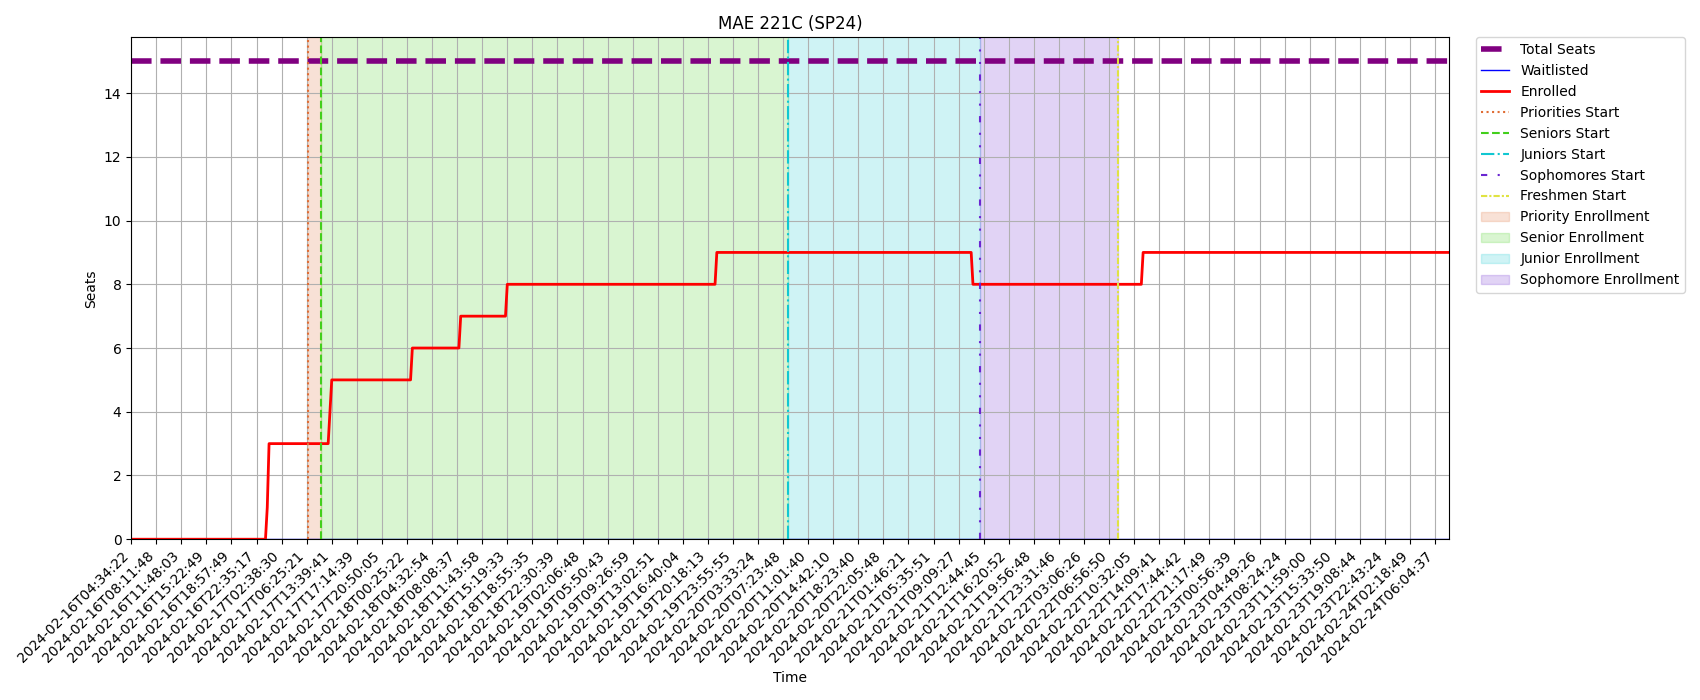 MAE 221C (SP24)
Seats
14
12
10
8
6
4
2
0
2024-02-16T04:34:22
2024-02-16T08:11:48
2024-02-16T11:48:03
2024-02-16T15:22:49
2024-02-16T18:57:49
2024-02-16T22:35:17
2024-02-17T02:38:30
2024-02-17T06:25:21
2024-02-17T13:39:41
2024-02-17T17:14:39
2024-02-17T20:50:05
2024-02-18T00:25:22
2024-02-18T04:32:54
2024-02-18T08:08:37
2024-02-18T11:43:58
2024-02-18T15:19:33
2024-02-18T18:55:35
2024-02-18T22:30:39
2024-02-19T02:06:48
2024-02-19T05:50:43
2024-02-19T09:26:59
2024-02-19T13:02:51
2024-02-19T16:40:04
2024-02-19T20:18:13
2024-02-19T23:55:55
2024-02-20T03:33:24
2024-02-20T07:23:48
2024-02-20T11:01:40
2024-02-20T14:42:10
2024-02-20T18:23:40
2024-02-20T22:05:48
2024-02-21T01:46:21
2024-02-21T05:35:51
2024-02-21T09:09:27
2024-02-21T12:44:45
2024-02-21T16:20:52
2024-02-21T19:56:48
2024-02-21T23:31:46
2024-02-22T03:06:26
2024-02-22T06:56:50
2024-02-22T10:32:05
2024-02-22T14:09:41
2024-02-22T17:44:42
2024-02-22T21:17:49
2024-02-23T00:56:39
2024-02-23T04:49:26
2024-02-23T08:24:24
2024-02-23T11:59:00
2024-02-23T15:33:50
2024-02-23T19:08:44
2024-02-23T22:43:24
2024-02-24T02:18:49
2024-02-24T06:04:37
Time
Total Seats
Waitlisted
Enrolled
Priorities Start
Seniors Start
Juniors Start
Sophomores Start
Freshmen Start
Priority Enrollment
Senior Enrollment
Junior Enrollment
Sophomore Enrollment